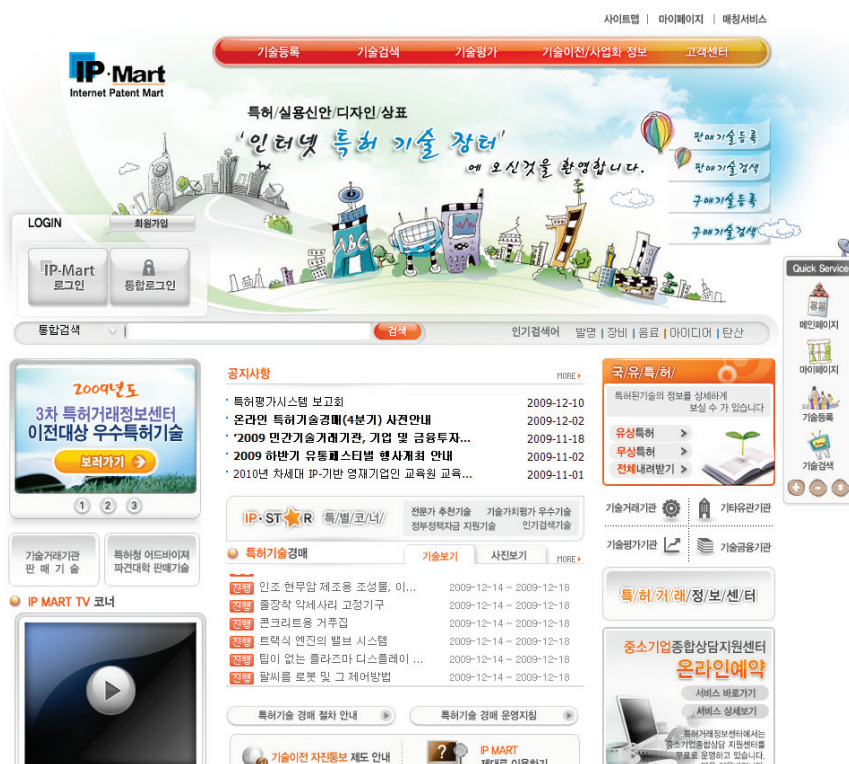 사이트맵 | 마이페이지 | 매칭서비스
기술등록 기술검색 기술평가 기술이전/사업화 정보 고객센터
IP·Mart
Internet Patent Mart
특허/실용신안/디자인/상표
'인터넷 특허 기술 장터'
에 오신것을 환영합니다.
판매기술등록
판매기술검색
구매기술등록
구매기술검색
ABC
LOGIN 회원가입
IP-Mart 로그인
통합로그인
Quick Service
메인페이지
마이페이지
기술등록
기술검색
통합검색 검색 인기검색어 발명 | 장비 | 음료 | 아이디어 | 탄산
2009년도
3차 특허거래정보센터
이전대상 우수특허기술
보러가기
1 2 3
기술거래기관
판 매 기 술
특허청 어드바이져
파견대학 판매기술
IP MART TV 코너
공지사항 MORE
특허평가시스템 보고회 2009-12-10
온라인 특허기술경매(4분기) 사전안내 2009-12-02
'2009 민간기술거래기관, 기업 및 금융투자... 2009-11-18
2009 하반기 유통페스티벌 행사개최 안내 2009-11-02
2010년 차세대 IP-기반 영재기업인 교육원 교육... 2009-11-01
IP·STAR 특/별/코/너/
전문가 추천기술 기술가치평가 우수기술
정부정책자금 지원기술 인기검색기술
특허기술경매 기술보기 사진보기 MORE
진행 인조 현무암 제조용 조성물, 이... 2009-12-14 ~ 2009-12-18
진행 줄장착 악세사리 고정기구 2009-12-14 ~ 2009-12-18
진행 콘크리트용 거푸집 2009-12-14 ~ 2009-12-18
진행 트랙식 엔진의 밸브 시스템 2009-12-14 ~ 2009-12-18
진행 팁이 없는 플라즈마 디스플레이 ... 2009-12-14 ~ 2009-12-18
진행 팔씨름 로봇 및 그 제어방법 2009-12-14 ~ 2009-12-18
특허기술 경매 절차 안내
특허기술 경매 운영지침
기술이전 자진통보 제도 안내
IP MART
제대로 이용하기
국/유/특/허/
특허된기술의 정보를 상세하게
보실 수 가 있습니다
유상특허 >
무상특허 >
전체내려받기 >
기술거래기관 기타유관기관
기술평가기관 기술금융기관
특/허/거/래/정/보/센/터
중소기업종합상담지원센터
온라인예약
서비스 바로가기
서비스 상세보기
특허거래정보센터에서는
중소기업종합상담 지원센터를
무료로 운영하고 있습니다.